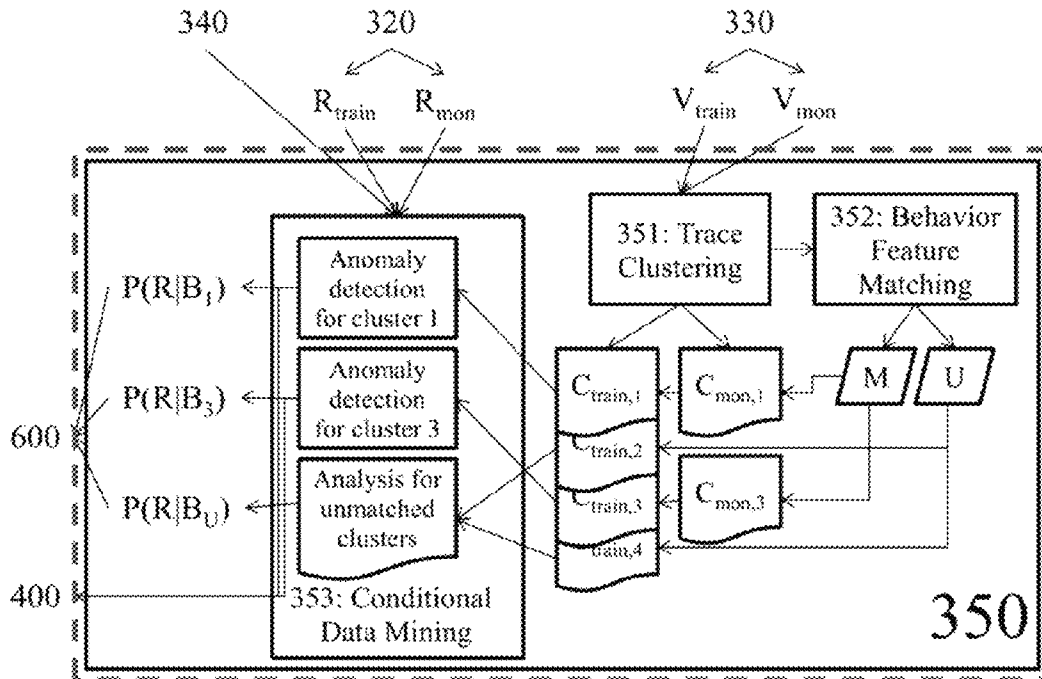 340
320
330
R_train
R_mon
V_train
V_mon
351: Trace
Clustering
352: Behavior
Feature
Matching
Anomaly
detection
for cluster 1
P(R|B_1)
Anomaly
detection
for cluster 3
P(R|B_3)
Analysis for
unmatched
clusters
P(R|B_U)
C_train,1
C_mon,1
M
U
C_train,2
C_train,3
C_mon,3
train,4
600
400
353: Conditional
Data Mining
350